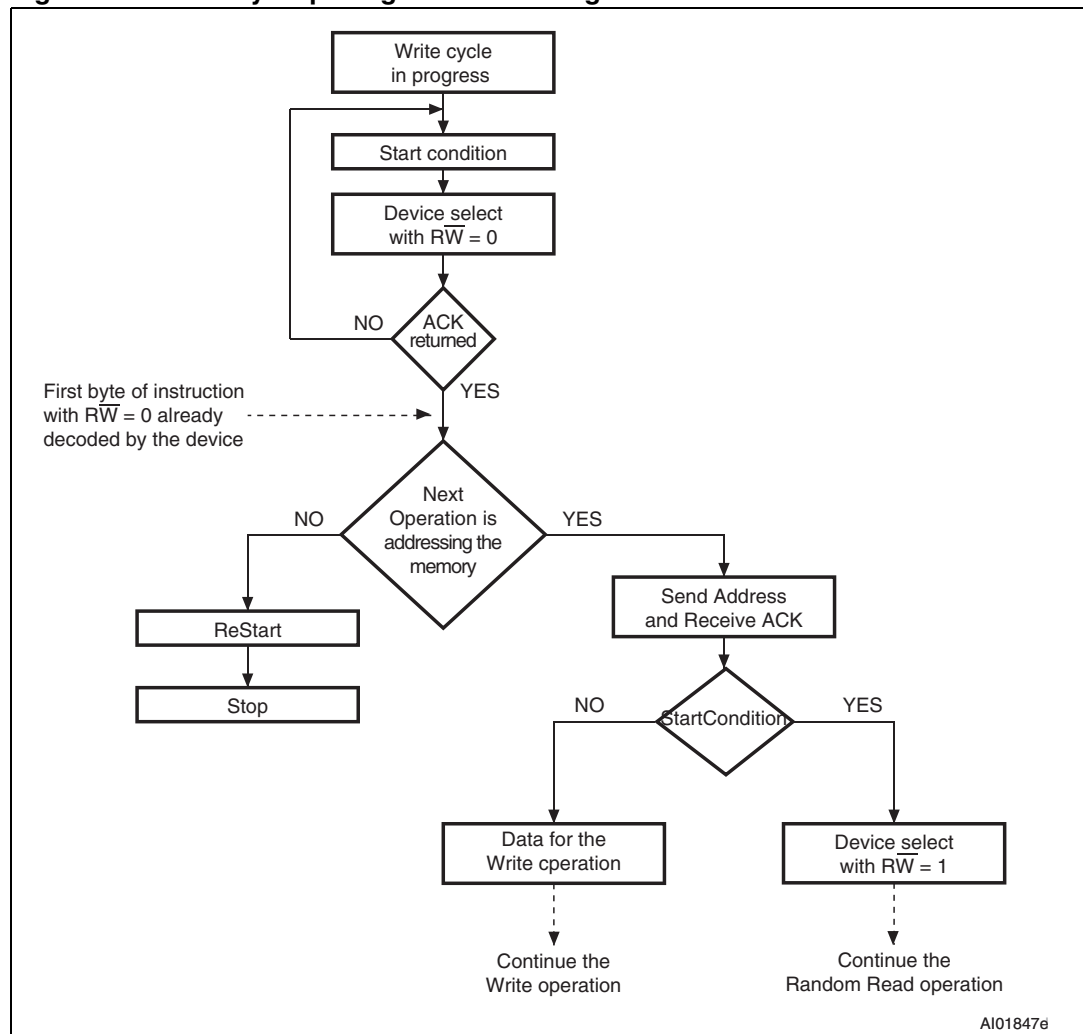 Write cycle
in progress
Start condition
Device select
with RW̅ = 0
NO
ACK
returned
YES
First byte of instruction
with RW̅ = 0 already
decoded by the device
Next
Operation is
addressing the
memory
NO
YES
ReStart
Stop
Send Address
and Receive ACK
NO
StartCondition
YES
Data for the
Write cperation
Device select
with RW̅ = 1
Continue the
Write operation
Continue the
Random Read operation
AI01847e